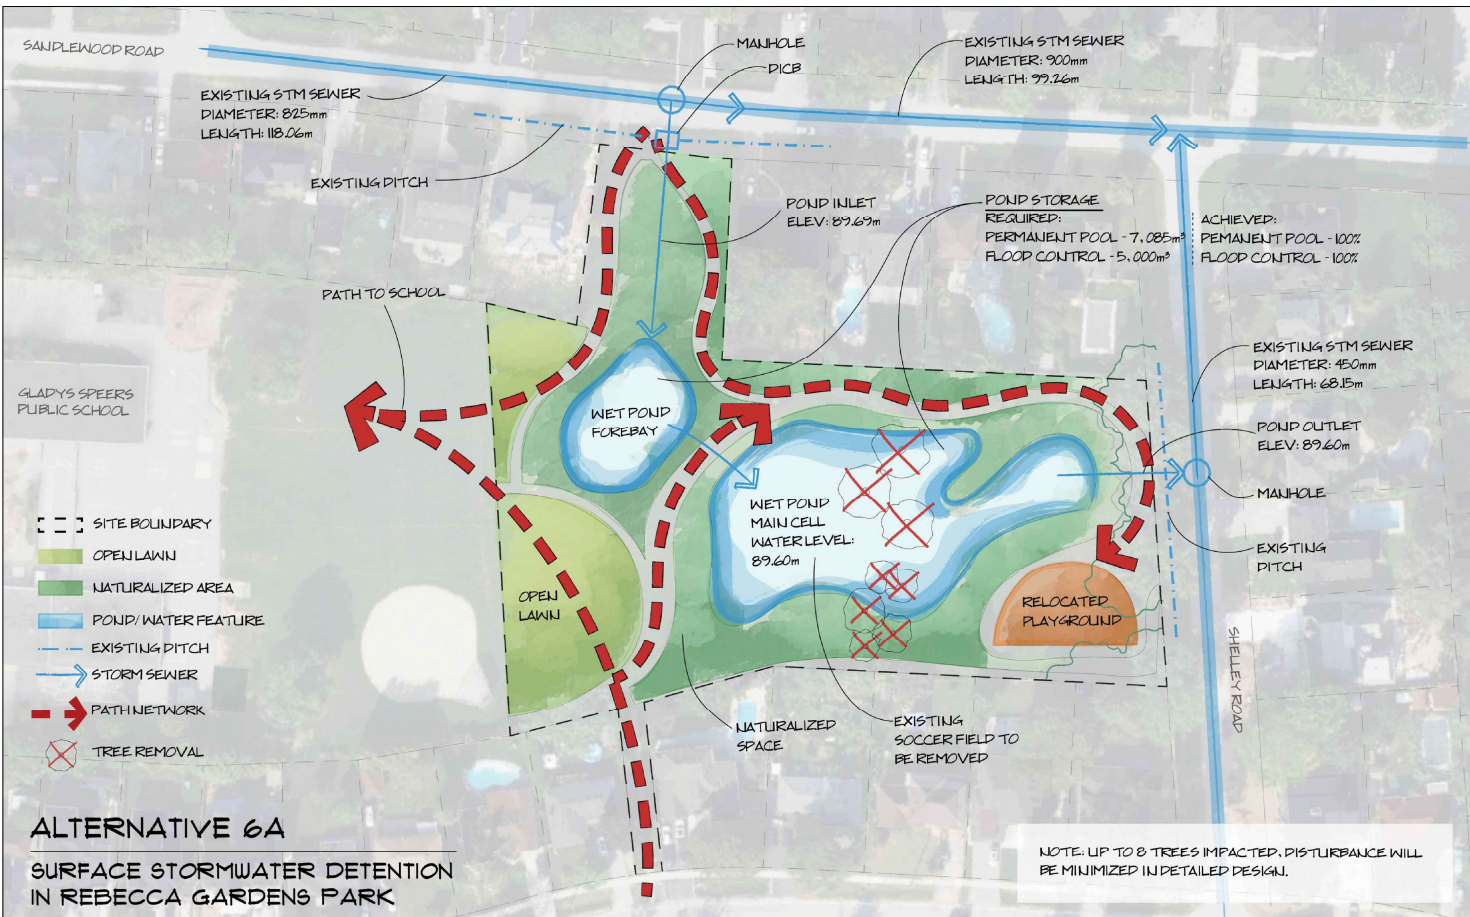 SANDLEWOOD ROAD
MANHOLE
DICB
EXISTING STM SEWER
DIAMETER: 900mm
LENGTH: 99.26m
EXISTING STM SEWER
DIAMETER: 825mm
LENGTH: 118.06m
EXISTING DITCH
POND INLET
ELEV: 89.69m
POND STORAGE
REQUIRED:
PERMANENT POOL - 7,085m³
FLOOD CONTROL - 5,000m³
ACHIEVED:
PEMANENT POOL - 100%
FLOOD CONTROL - 100%
PATH TO SCHOOL
GLADYS SPEERS
PUBLIC SCHOOL
EXISTING STM SEWER
DIAMETER: 450mm
LENGTH: 68.15m
WET POND
FOREBAY
POND OUTLET
ELEV: 89.60m
MANHOLE
WET POND
MAIN CELL
WATER LEVEL:
89.60m
EXISTING
DITCH
SITE BOUNDARY
OPEN LAWN
NATURALIZED AREA
POND/ WATER FEATURE
EXISTING DITCH
STORM SEWER
PATH NETWORK
TREE REMOVAL
OPEN
LAWN
RELOCATED
PLAYGROUND
SHELLEY ROAD
NATURALIZED
SPACE
EXISTING
SOCCER FIELD TO
BE REMOVED
ALTERNATIVE 6A
SURFACE STORMWATER DETENTION
IN REBECCA GARDENS PARK
NOTE: UP TO 8 TREES IMPACTED, DISTURBANCE WILL
BE MINIMIZED IN DETAILED DESIGN.